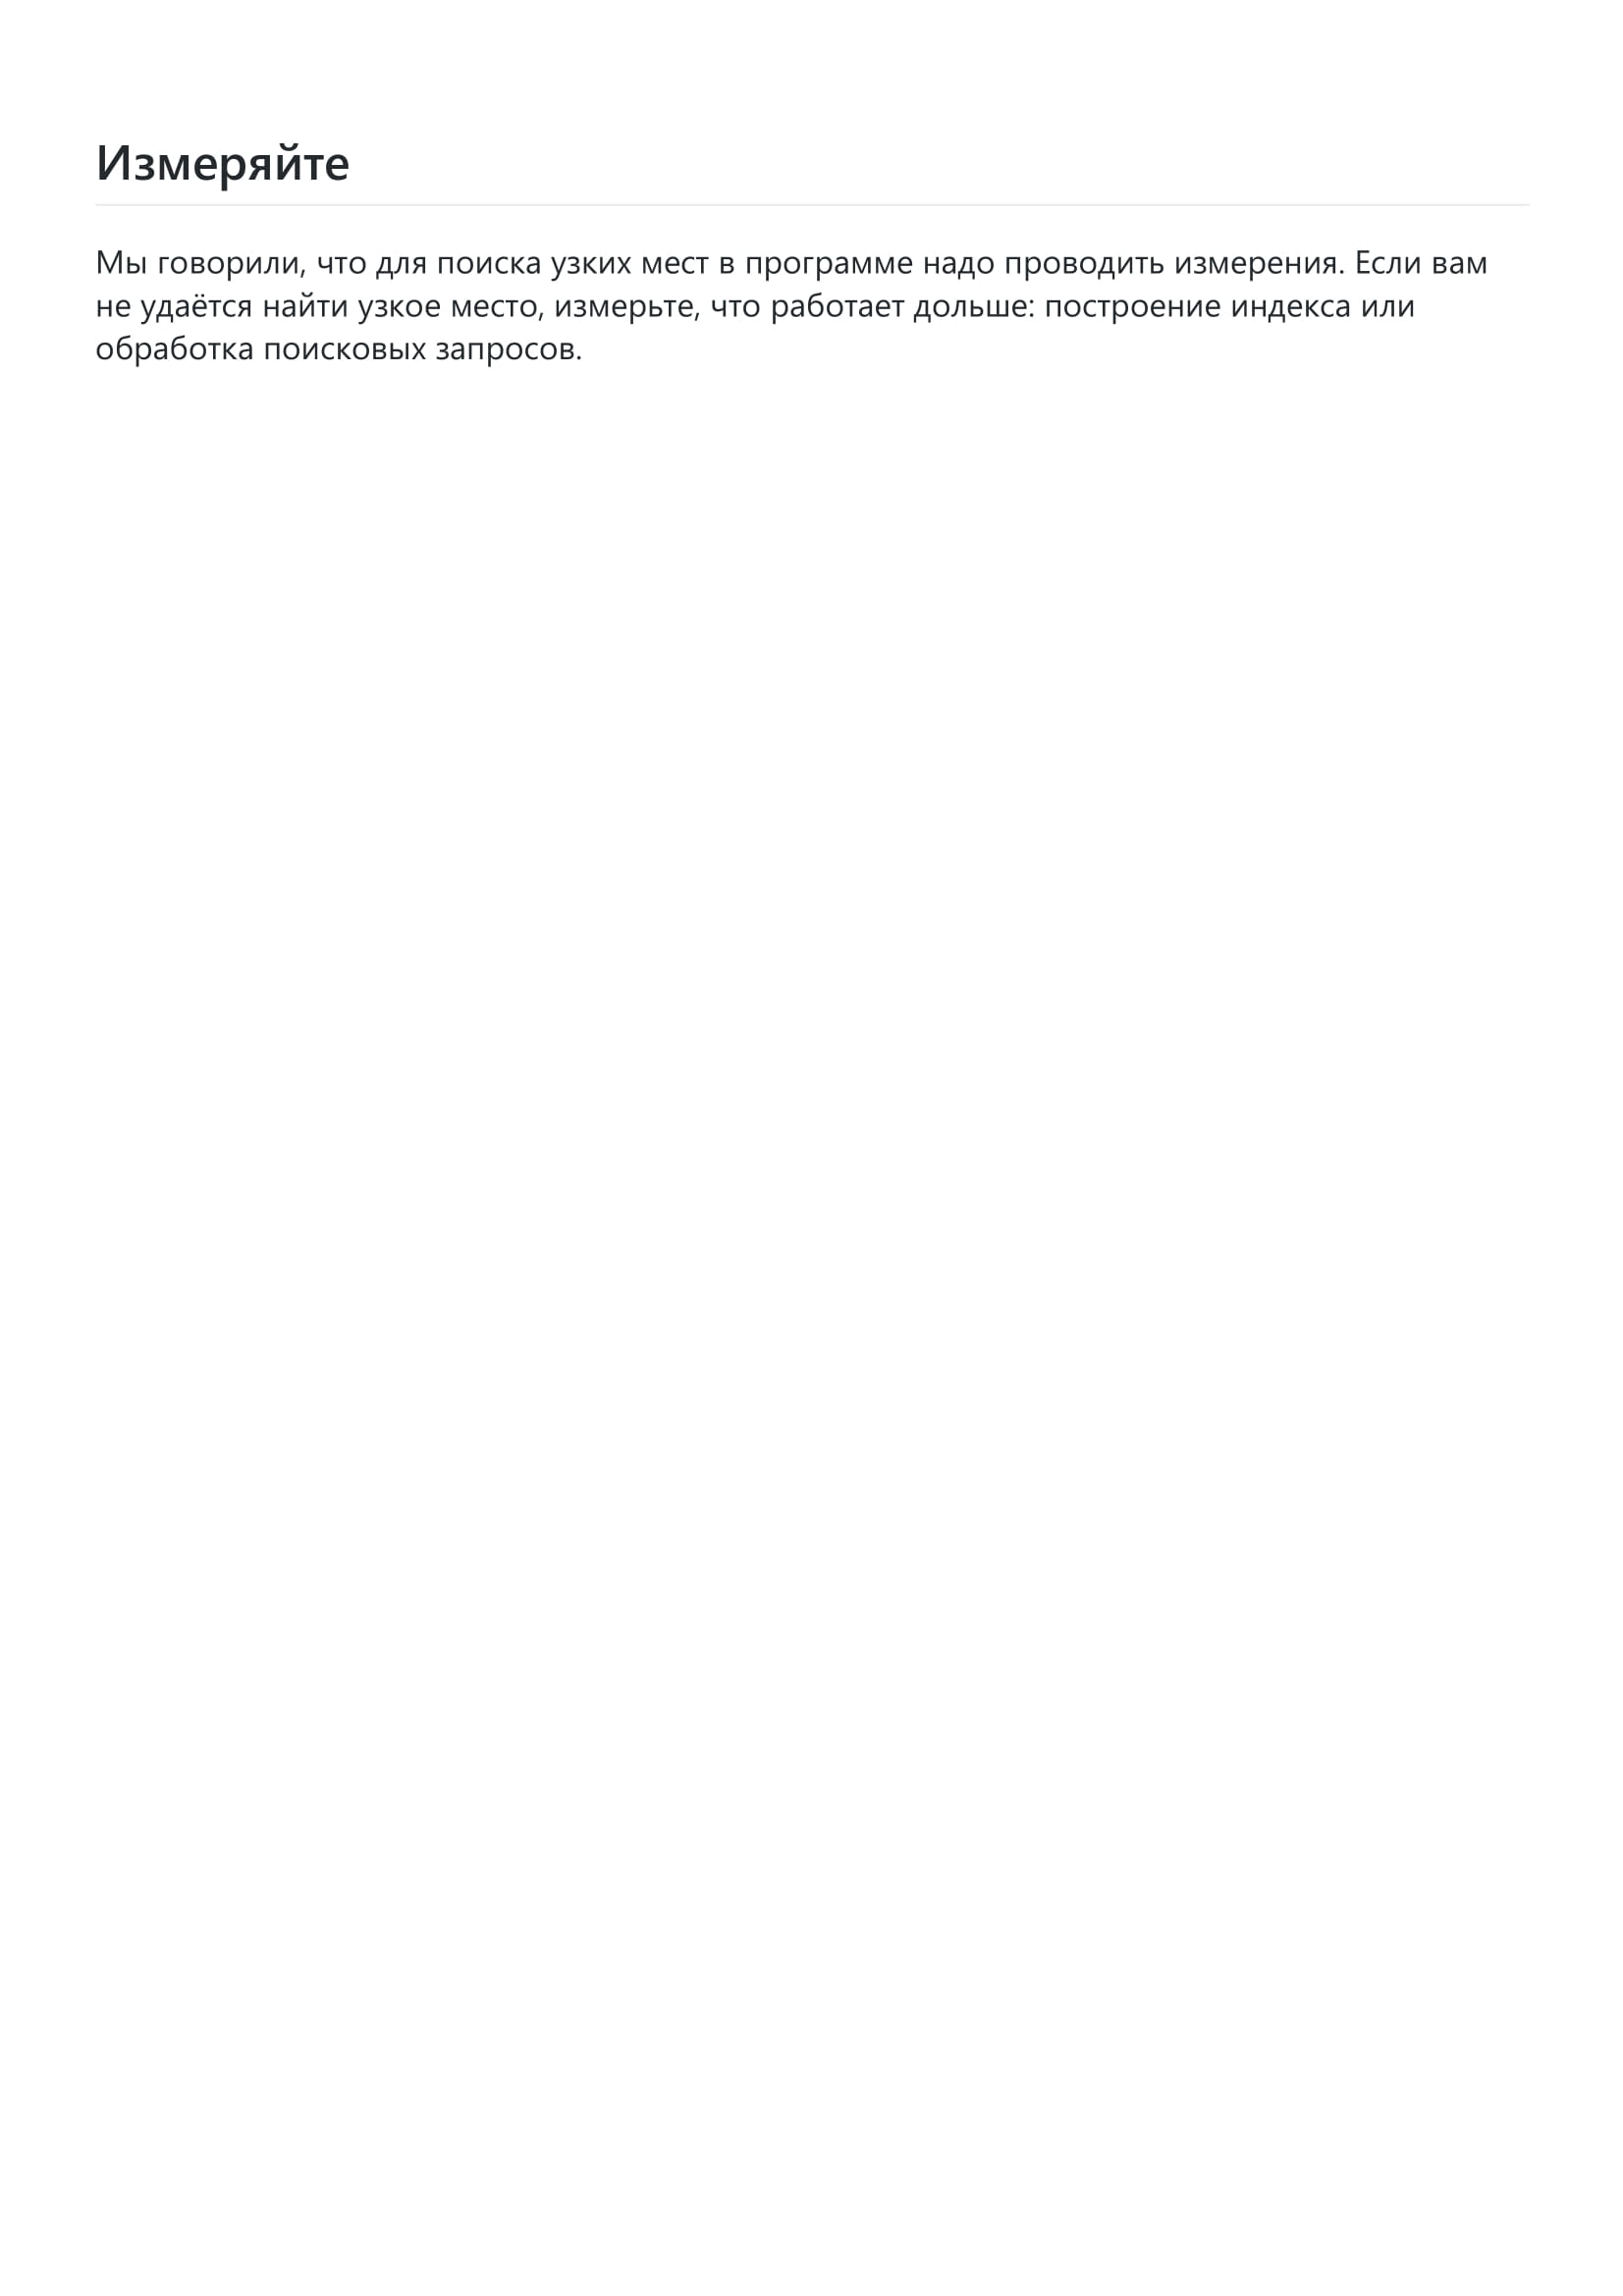 Измеряйте
Мы говорили, что для поиска узких мест в программе надо проводить измерения. Если вам
не удаётся найти узкое место, измерьте, что работает дольше: построение индекса или
обработка поисковых запросов.